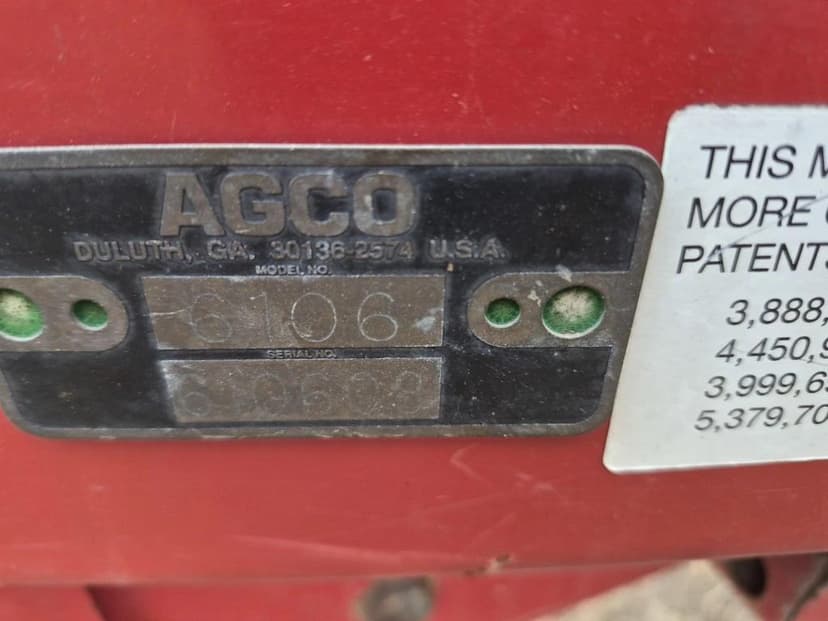 AGCO
DULUTH, GA. 30136-2574 U.S.A.
MODEL NO.
6106
SERIAL NO.
THIS M
MORE
PATENTS
3,888,
4,450,9
3,999,6
5,379,70